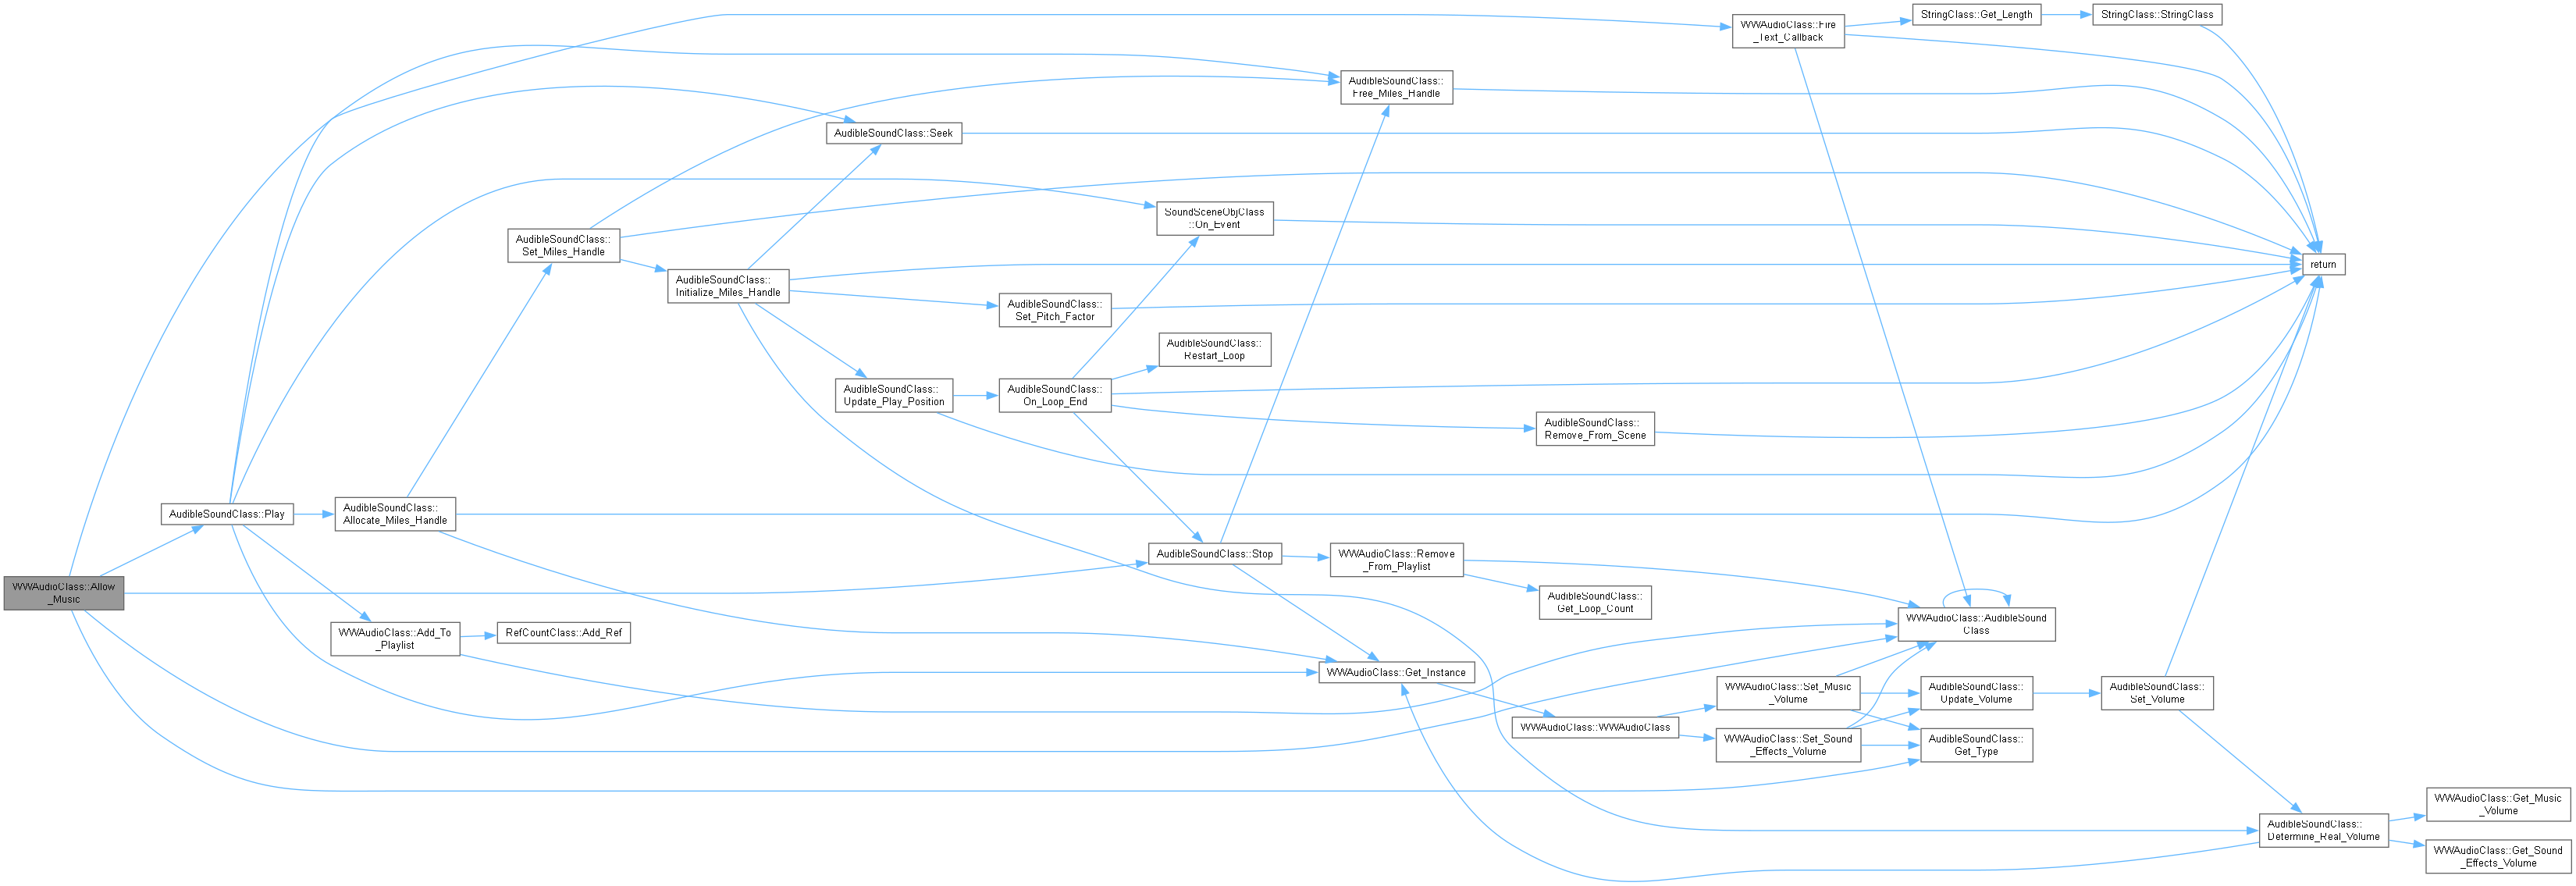 WWAudioClass::Allow
_Music
AudibleSoundClass::Play
AudibleSoundClass::
Allocate_Miles_Handle
WWAudioClass::Add_To
_Playlist
AudibleSoundClass::
Set_Miles_Handle
RefCountClass::Add_Ref
AudibleSoundClass::
Initialize_Miles_Handle
AudibleSoundClass::Seek
AudibleSoundClass::
Update_Play_Position
AudibleSoundClass::
Set_Pitch_Factor
AudibleSoundClass::
On_Loop_End
SoundSceneObjClass
::On_Event
AudibleSoundClass::
Restart_Loop
AudibleSoundClass::Stop
AudibleSoundClass::
Free_Miles_Handle
WWAudioClass::Remove
_From_Playlist
WWAudioClass::Get_Instance
AudibleSoundClass::
Remove_From_Scene
AudibleSoundClass::
Get_Loop_Count
WWAudioClass::WWAudioClass
WWAudioClass::Fire
_Text_Callback
WWAudioClass::Set_Music
_Volume
WWAudioClass::Set_Sound
_Effects_Volume
StringClass::Get_Length
WWAudioClass::AudibleSound
Class
AudibleSoundClass::
Update_Volume
AudibleSoundClass::
Get_Type
StringClass::StringClass
AudibleSoundClass::
Set_Volume
return
AudibleSoundClass::
Determine_Real_Volume
WWAudioClass::Get_Music
_Volume
WWAudioClass::Get_Sound
_Effects_Volume